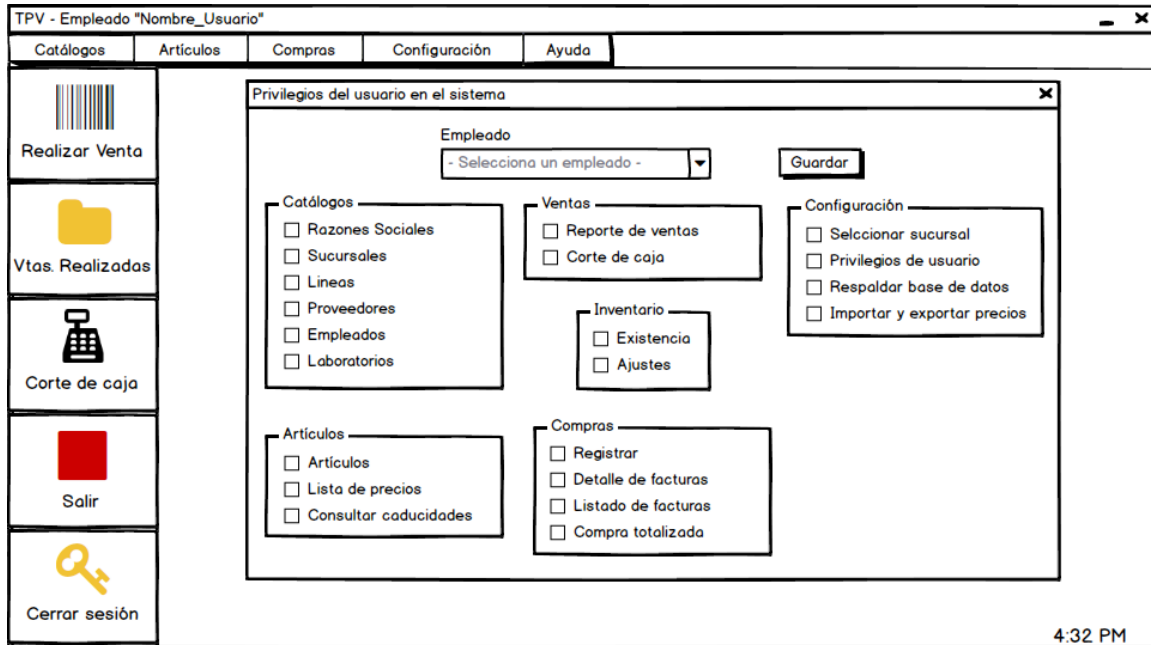 TPV - Empleado "Nombre_Usuario"
Catálogos Artículos Compras Configuración Ayuda
Realizar Venta
Vtas. Realizadas
Corte de caja
Salir
Cerrar sesión
Privilegios del usuario en el sistema
Empleado
- Selecciona un empleado -
Guardar
Catálogos
Razones Sociales
Sucursales
Lineas
Proveedores
Empleados
Laboratorios
Ventas
Reporte de ventas
Corte de caja
Inventario
Existencia
Ajustes
Configuración
Selccionar sucursal
Privilegios de usuario
Respaldar base de datos
Importar y exportar precios
Artículos
Artículos
Lista de precios
Consultar caducidades
Compras
Registrar
Detalle de facturas
Listado de facturas
Compra totalizada
4:32 PM